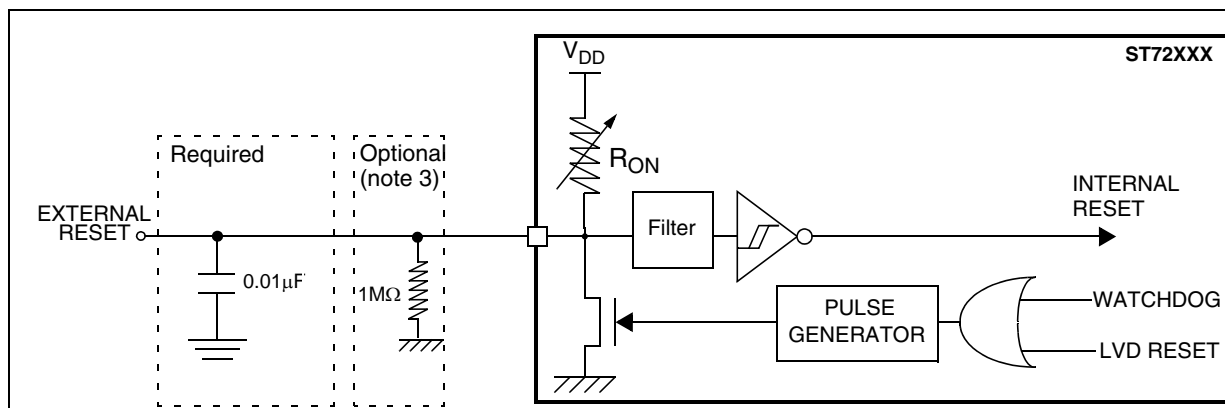 ST72XXX
VDD
Required
Optional
(note 3)
RON
EXTERNAL
RESET
Filter
INTERNAL
RESET
0.01μF
1MΩ
PULSE
GENERATOR
WATCHDOG
LVD RESET